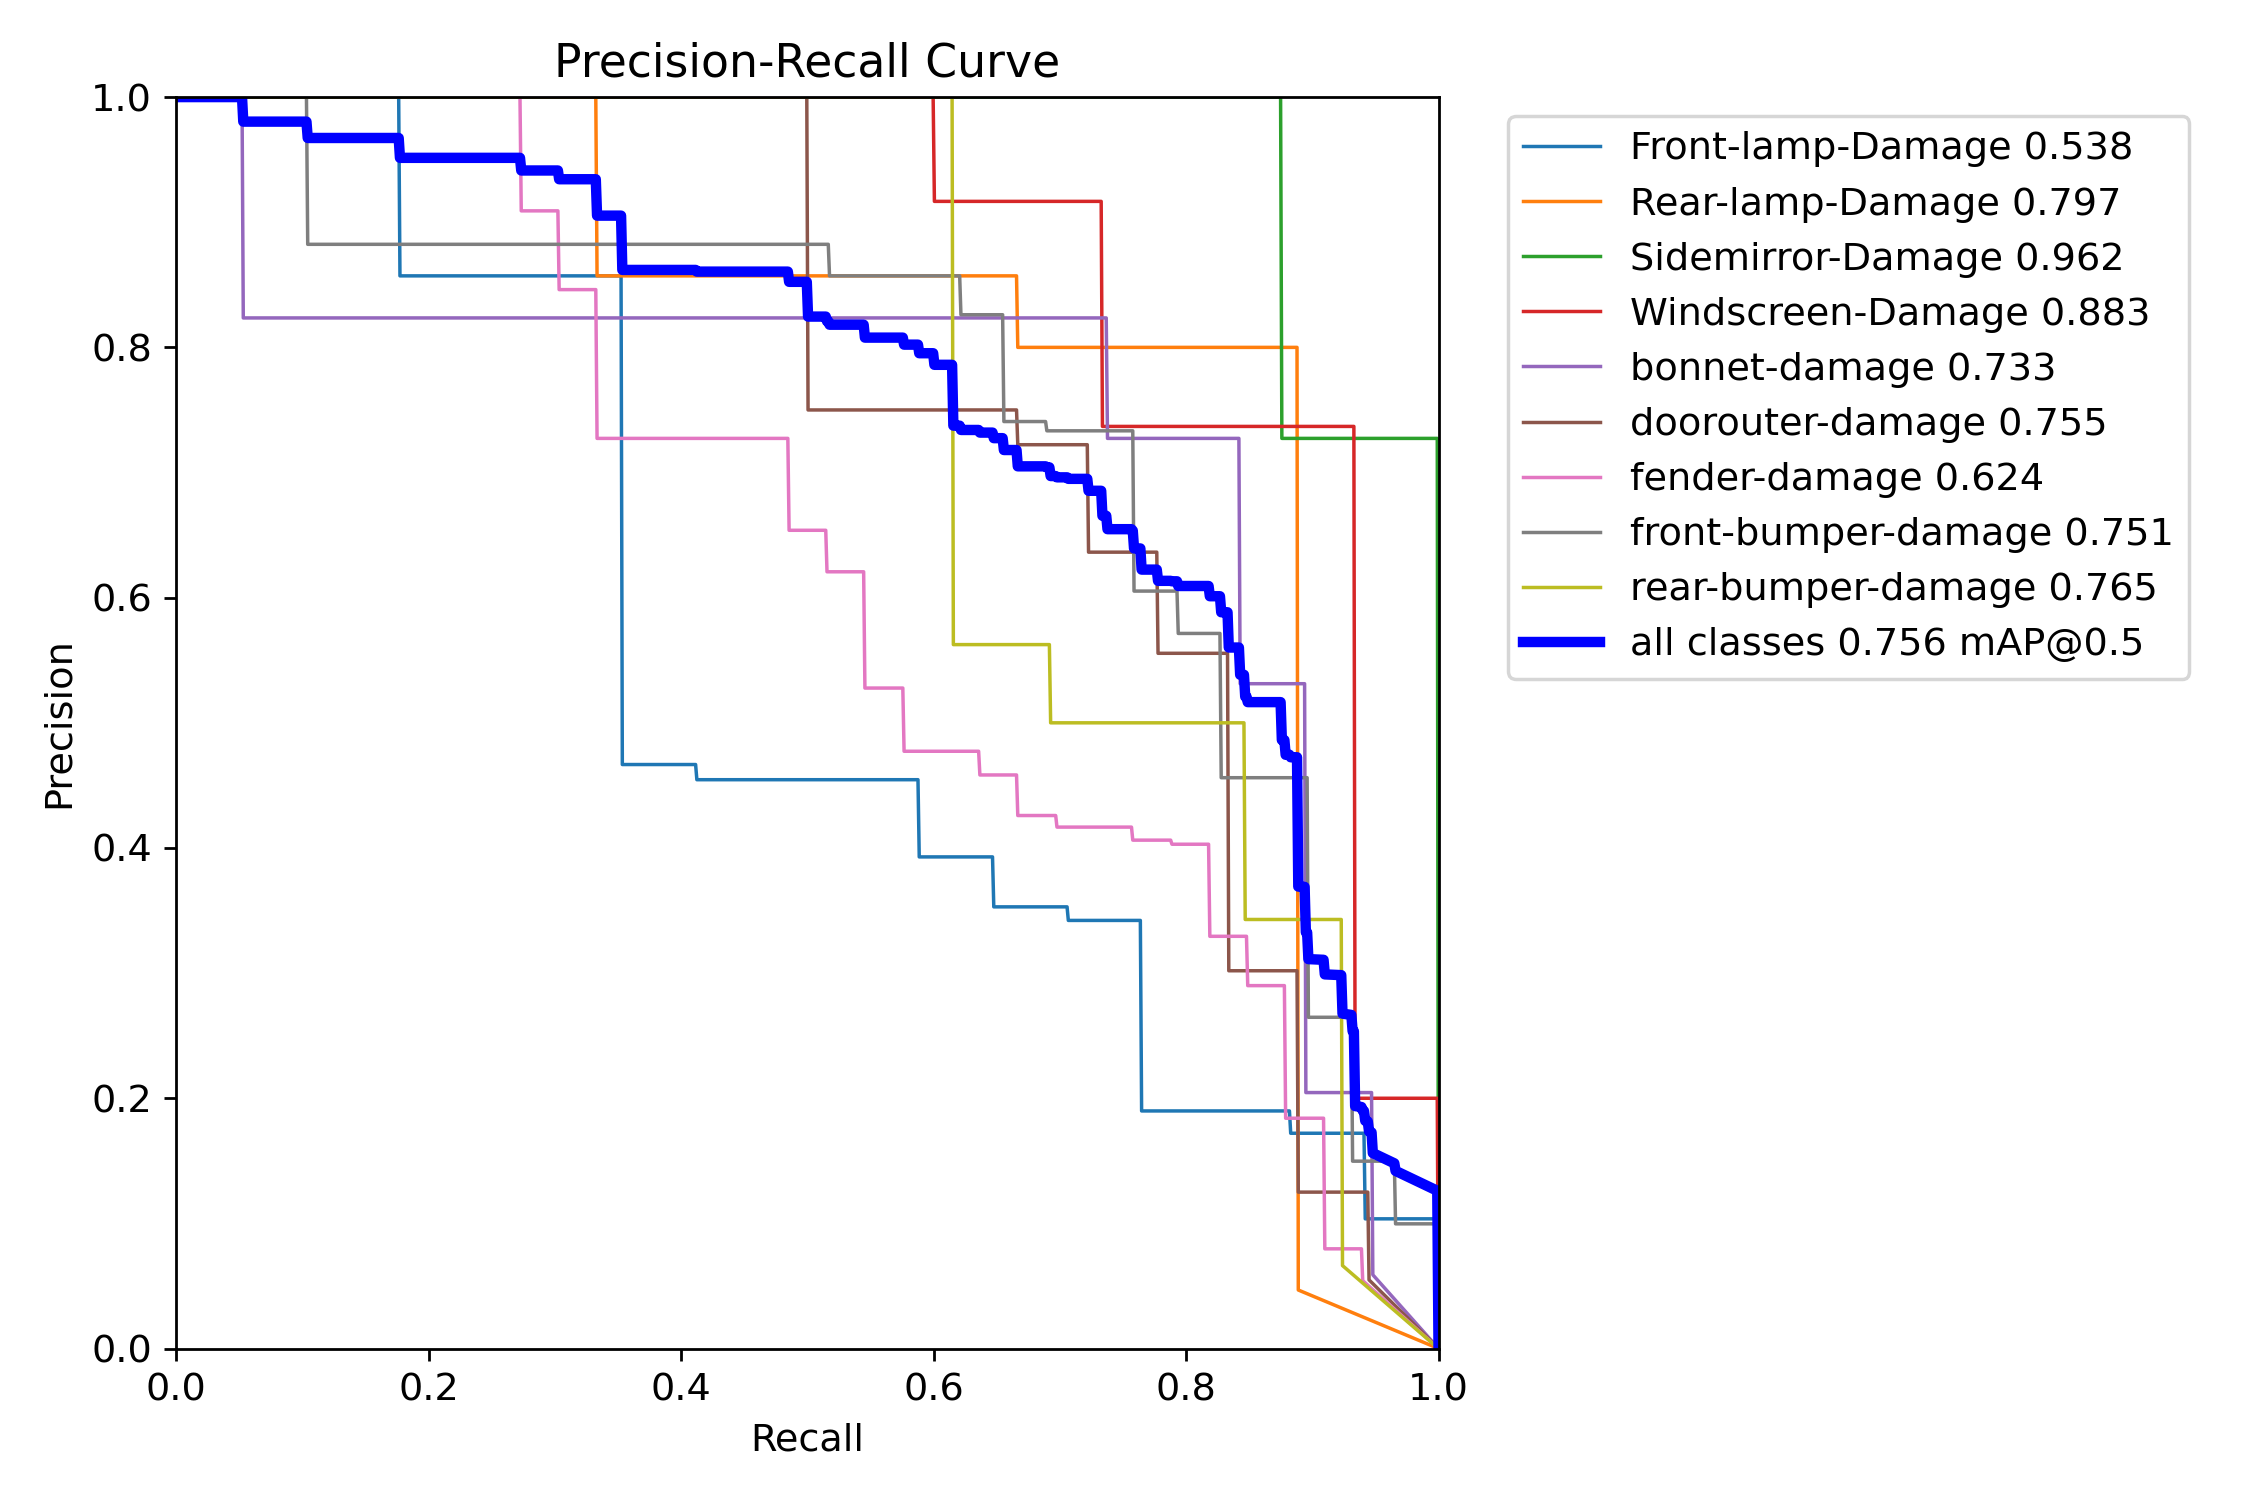 Precision-Recall Curve
1.0
0.8
0.6
0.4
0.2
0.0
Precision
0.0 0.2 0.4 0.6 0.8 1.0
Recall
Front-lamp-Damage 0.538
Rear-lamp-Damage 0.797
Sidemirror-Damage 0.962
Windscreen-Damage 0.883
bonnet-damage 0.733
doorouter-damage 0.755
fender-damage 0.624
front-bumper-damage 0.751
rear-bumper-damage 0.765
all classes 0.756 mAP@0.5